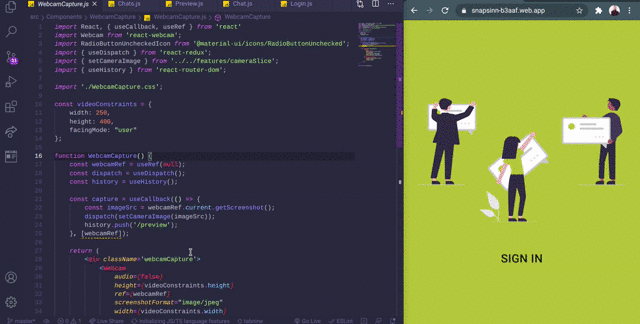 WebcamCapture.js
Chats.js
Preview.js
Chat.js
Login.js
src > Components > WebcamCapture > WebcamCapture.js > WebcamCapture
import React, { useCallback, useRef } from 'react'
import Webcam from 'react-webcam';
import RadioButtonUncheckedIcon from '@material-ui/icons/RadioButtonUnchecked';
import { useDispatch } from 'react-redux';
import { setCameraImage } from '../../features/cameraSlice';
import { useHistory } from 'react-router-dom';
import './WebcamCapture.css';
const videoConstraints = {
width: 250,
height: 400,
facingMode: "user"
};
16 function WebcamCapture() {
const webcamRef = useRef(null);
const dispatch = useDispatch();
const history = useHistory();
const capture = useCallback(() => {
const imageSrc = webcamRef.current.getScreenshot();
dispatch(setCameraImage(imageSrc));
history.push('/preview');
}, [webcamRef]);
return (
<div className='webcamCapture'>
<Webcam
audio={false}
height={videoConstraints.height}
ref={webcamRef}
screenshotFormat="image/jpeg"
width={videoConstraints.width}
Live Share
Initializing JS/TS language features
tabnine
Go Live
ESLint
snapsinn-b3aaf.web.app
SIGN IN